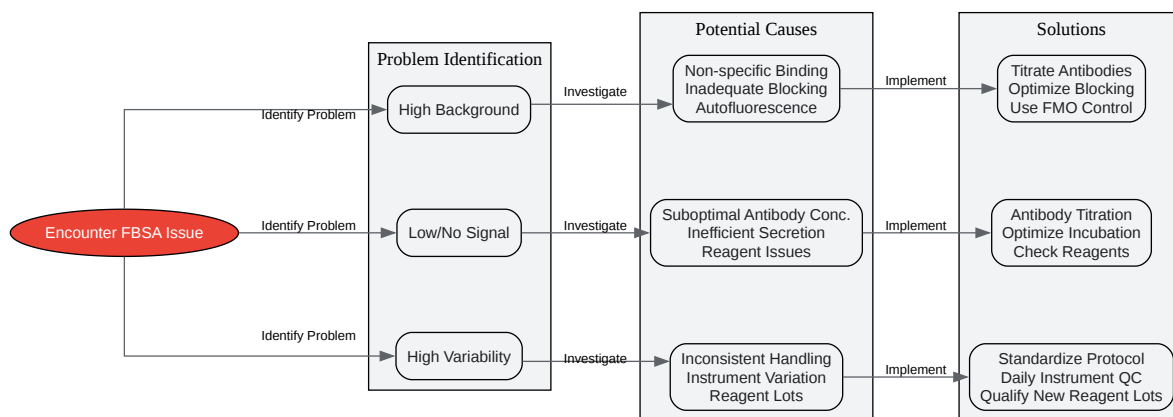 Problem Identification
Potential Causes
Solutions
Encounter FBSA Issue
Identify Problem
High Background
Investigate
Non-specific Binding
Inadequate Blocking
Autofluorescence
Implement
Titrate Antibodies
Optimize Blocking
Use FMO Control
Identify Problem
Low/No Signal
Investigate
Suboptimal Antibody Conc.
Inefficient Secretion
Reagent Issues
Implement
Antibody Titration
Optimize Incubation
Check Reagents
Identify Problem
High Variability
Investigate
Inconsistent Handling
Instrument Variation
Reagent Lots
Implement
Standardize Protocol
Daily Instrument QC
Qualify New Reagent Lots